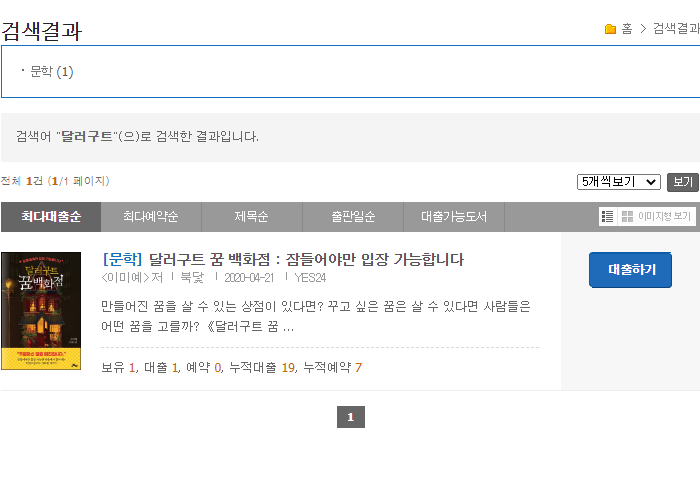 검색결과
홈 > 검색결과
· 문학 (1)
검색어 "달러구트"(으)로 검색한 결과입니다.
전체 1건 (1/1 페이지)
5개씩보기 보기
최다대출순 최다예약순 제목순 출판일순 대출가능도서 이미지형 보기
달러구트
꿈 백화점
[문학] 달러구트 꿈 백화점 : 잠들어야만 입장 가능합니다
<이미예> 저 | 북닻 | 2020-04-21 | YES24
만들어진 꿈을 살 수 있는 상점이 있다면? 꾸고 싶은 꿈은 살 수 있다면 사람들은
어떤 꿈을 고를까? 《달러구트 꿈 ...
보유 1, 대출 1, 예약 0, 누적대출 19, 누적예약 7
대출하기
1